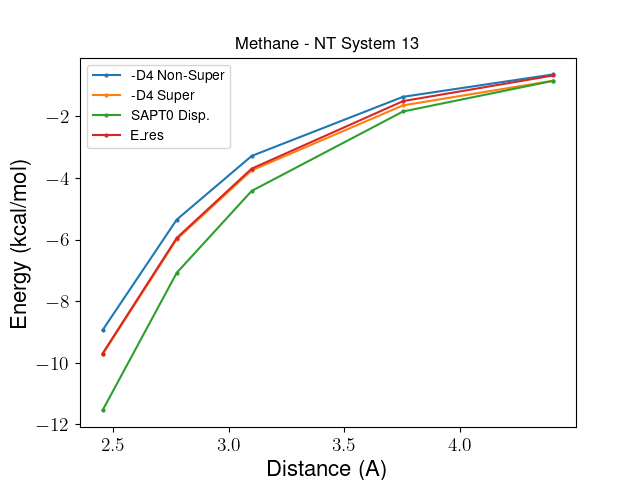 Methane - NT System 13
-D4 Non-Super
-D4 Super
SAPT0 Disp.
E_res
Energy (kcal/mol)
−2
−4
−6
−8
−10
−12
2.5 3.0 3.5 4.0
Distance (A)